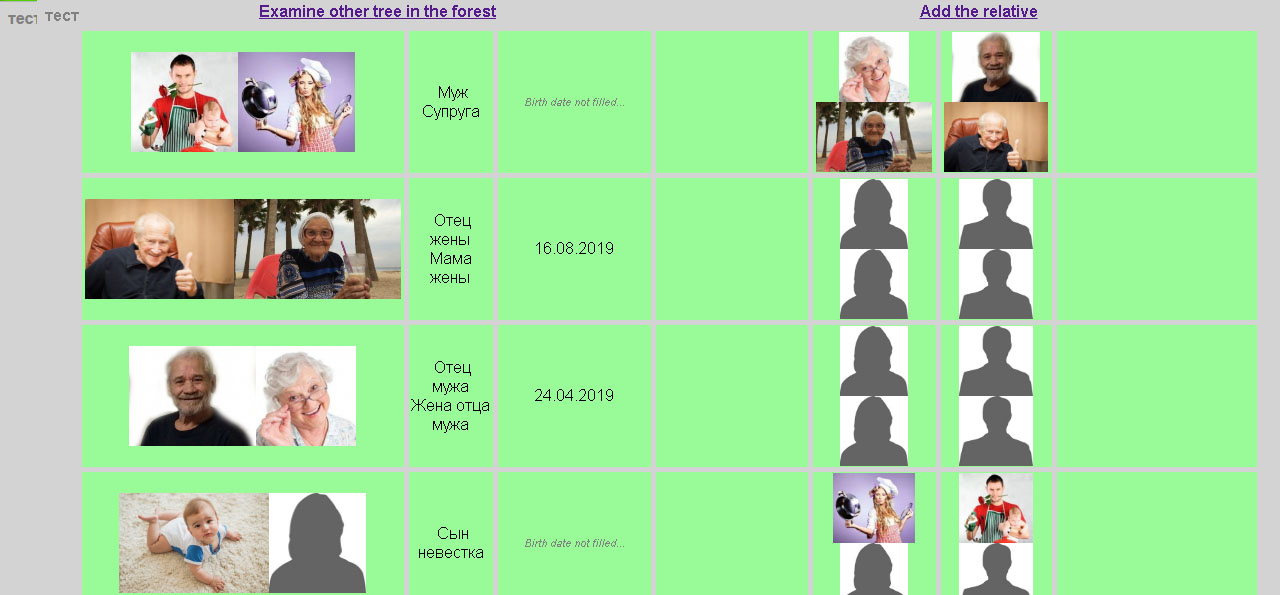 тест
Examine other tree in the forest
Add the relative
Муж
Супруга
Birth date not filled...
Отец
жены
Мама
жены
16.08.2019
Отец
мужа
Жена отца
мужа
24.04.2019
Сын
невестка
Birth date not filled...